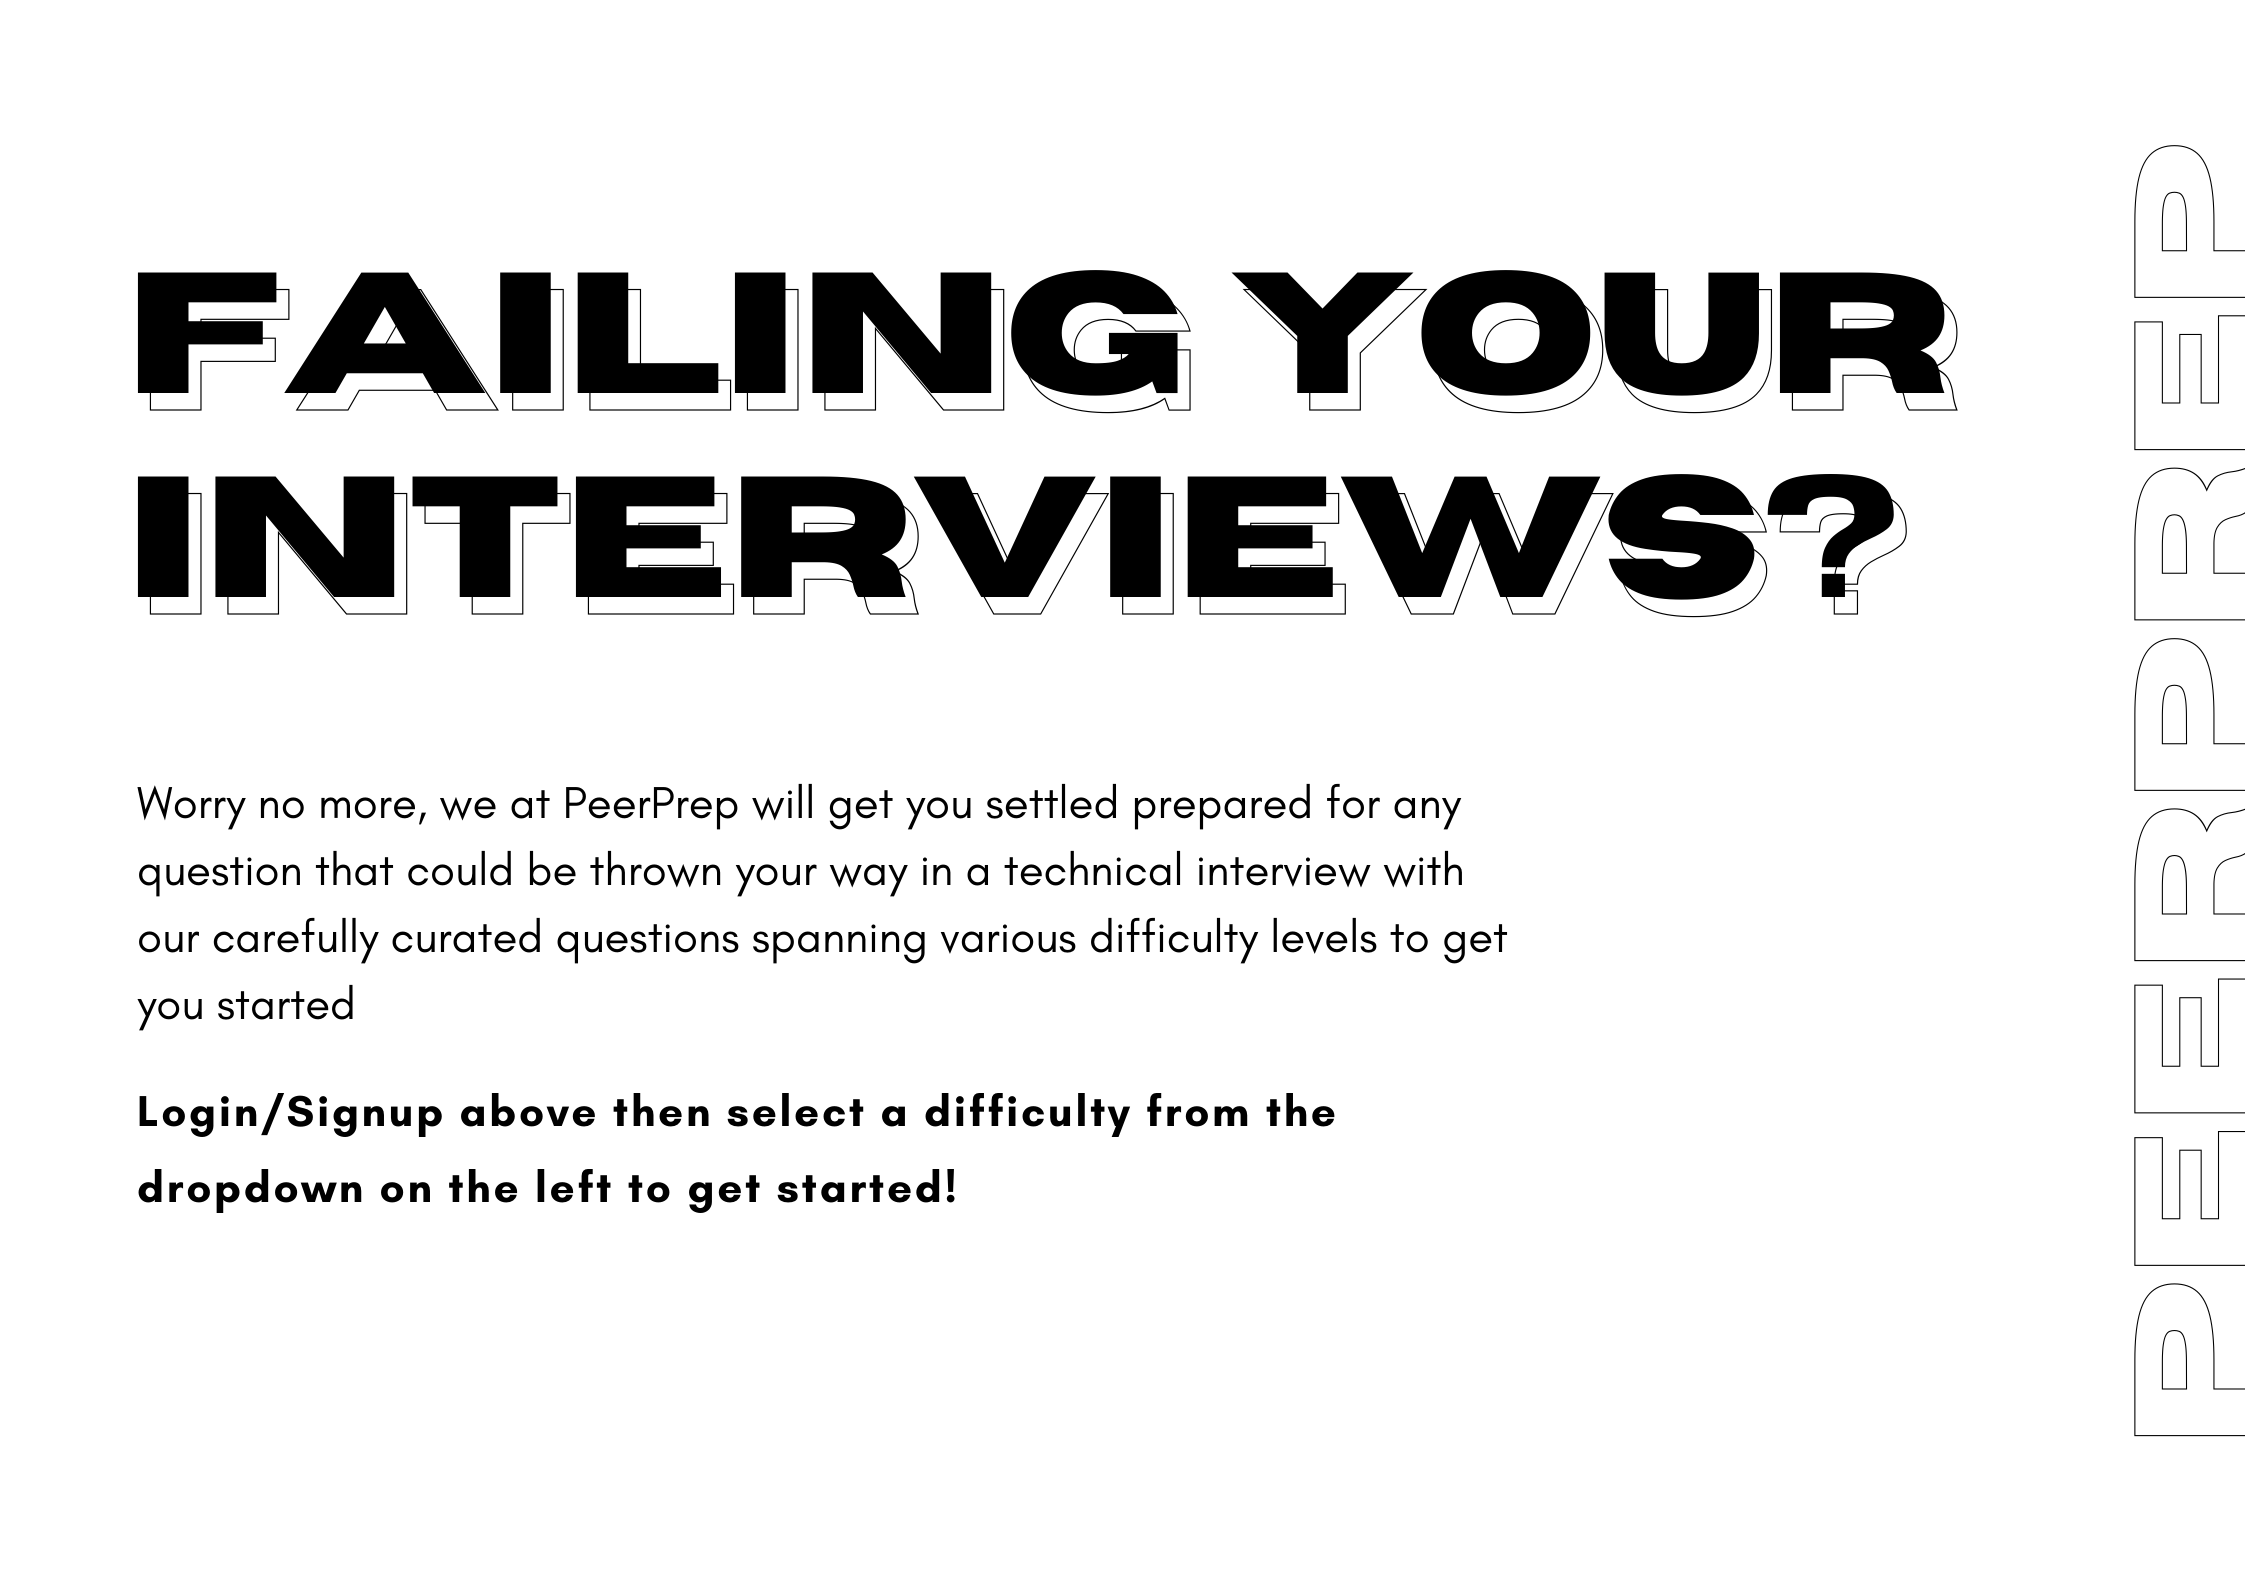 FAILING YOUR
INTERVIEWS?
Worry no more, we at PeerPrep will get you settled prepared for any
question that could be thrown your way in a technical interview with
our carefully curated questions spanning various difficulty levels to get
you started
Login/Signup above then select a difficulty from the
dropdown on the left to get started!
PEERPREP